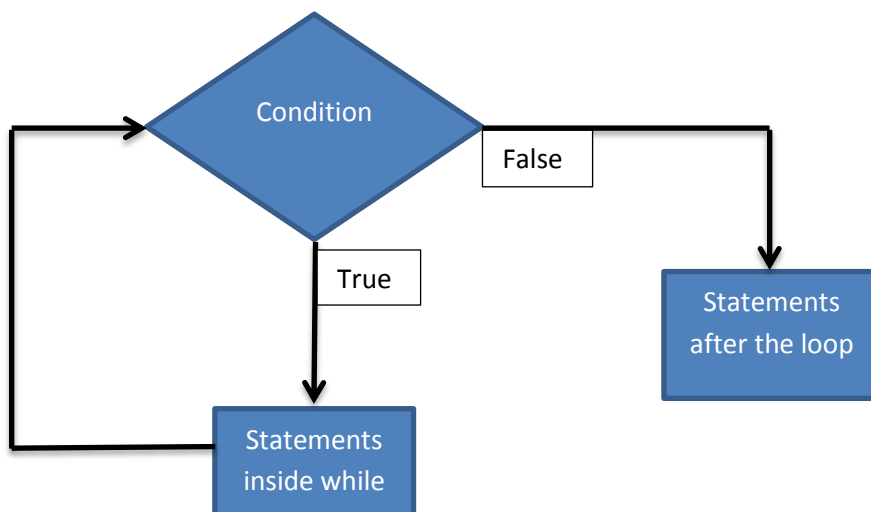 Condition
False
True
Statements
after the loop
Statements
inside while